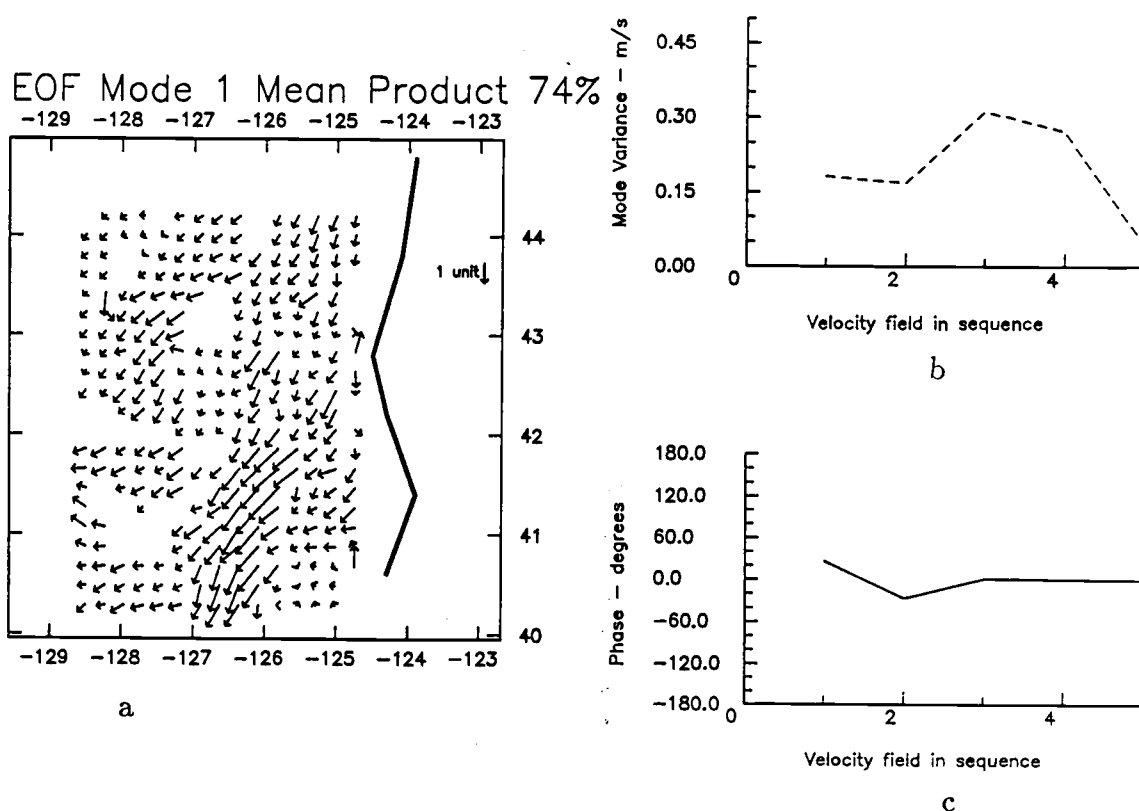 EOF Mode 1 Mean Product 74%
-129 -128 -127 -126 -125 -124 -123
44
1 unit
43
42
41
40
-129 -128 -127 -126 -125 -124 -123
a
Mode Variance – m/s
0.45
0.30
0.15
0.00
0 2 4
Velocity field in sequence
b
Phase – degrees
180.0
120.0
60.0
0.0
-60.0
-120.0
-180.0
0 2 4
Velocity field in sequence
c